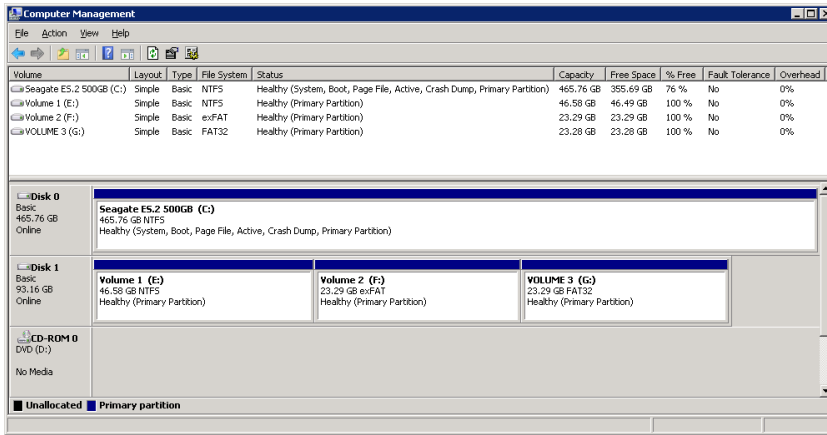 Computer Management
File Action View Help
Volume Layout Type File System Status Capacity Free Space % Free Fault Tolerance Overhead
Seagate ES.2 500GB (C:) Simple Basic NTFS Healthy (System, Boot, Page File, Active, Crash Dump, Primary Partition) 465.76 GB 355.69 GB 76 % No 0%
Volume 1 (E:) Simple Basic NTFS Healthy (Primary Partition) 46.58 GB 46.49 GB 100 % No 0%
Volume 2 (F:) Simple Basic exFAT Healthy (Primary Partition) 23.29 GB 23.29 GB 100 % No 0%
VOLUME 3 (G:) Simple Basic FAT32 Healthy (Primary Partition) 23.28 GB 23.28 GB 100 % No 0%
Disk 0
Basic
465.76 GB
Online
Seagate ES.2 500GB (C:)
465.76 GB NTFS
Healthy (System, Boot, Page File, Active, Crash Dump, Primary Partition)
Disk 1
Basic
93.16 GB
Online
Volume 1 (E:)
46.58 GB NTFS
Healthy (Primary Partition)
Volume 2 (F:)
23.29 GB exFAT
Healthy (Primary Partition)
VOLUME 3 (G:)
23.29 GB FAT32
Healthy (Primary Partition)
CD-ROM 0
DVD (D:)
No Media
Unallocated Primary partition